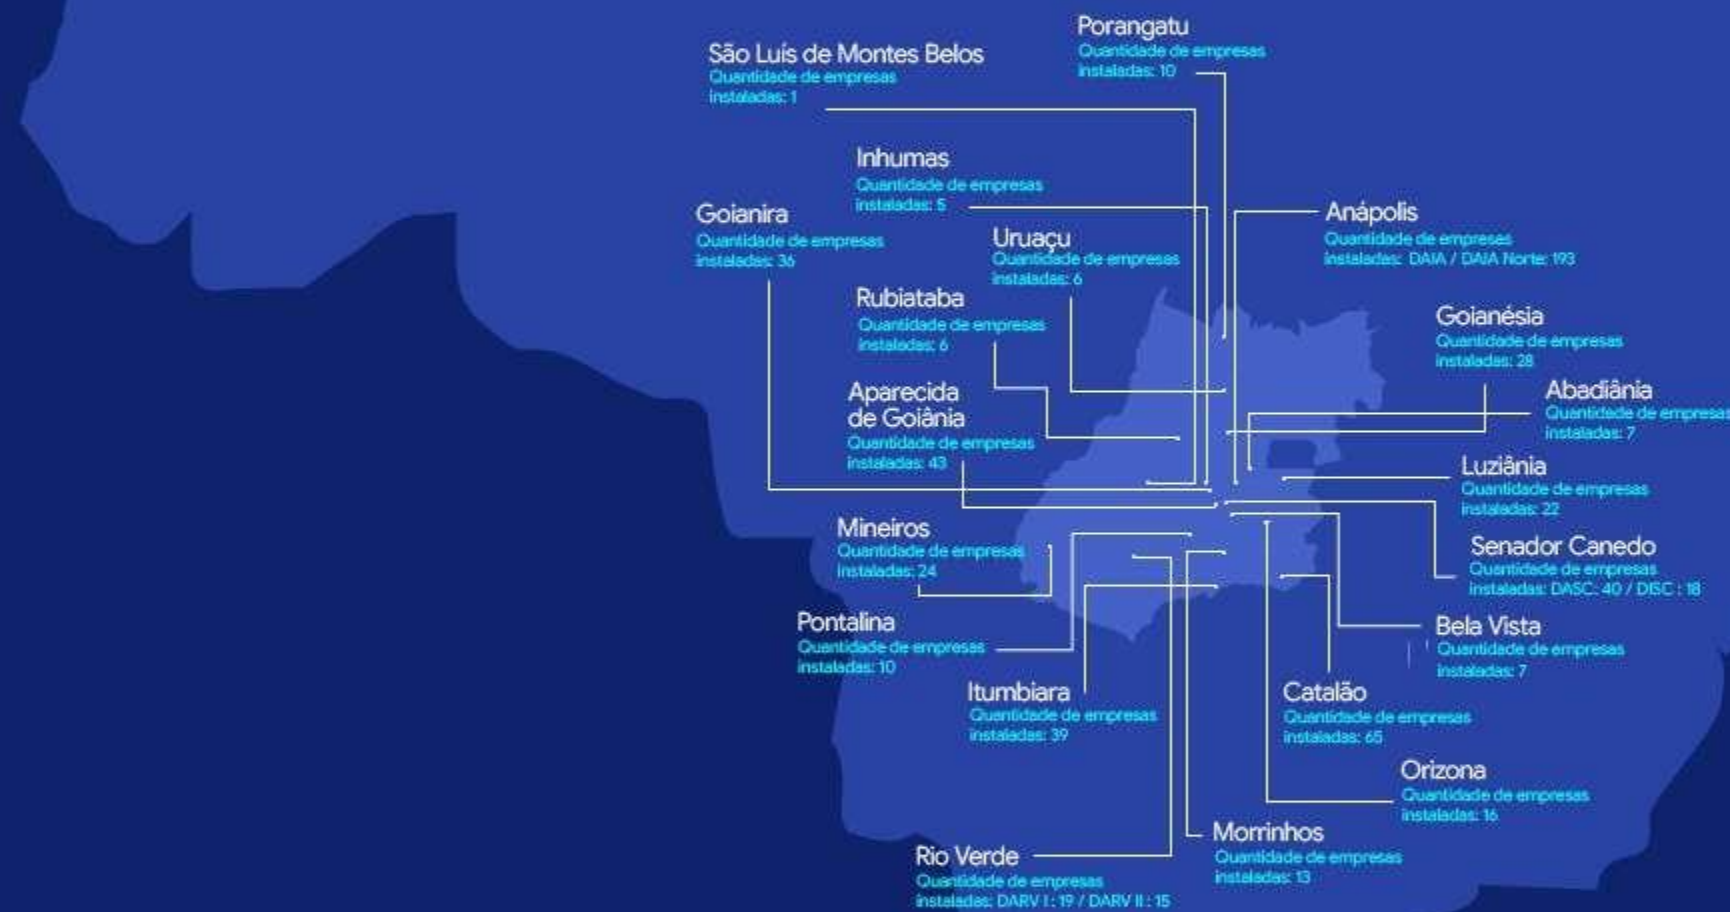 Porangatu
Quantidade de empresas
instaladas: 10
São Luís de Montes Belos
Quantidade de empresas
instaladas: 1
Inhumas
Quantidade de empresas
instaladas: 5
Goianira
Quantidade de empresas
instaladas: 36
Uruaçu
Quantidade de empresas
instaladas: 6
Anápolis
Quantidade de empresas
instaladas: DAIA / DAIA Norte: 193
Rubiataba
Quantidade de empresas
instaladas: 6
Goianésia
Quantidade de empresas
instaladas: 28
Aparecida
de Goiânia
Quantidade de empresas
instaladas: 43
Abadiânia
Quantidade de empresas
instaladas: 7
Luziânia
Quantidade de empresas
instaladas: 22
Mineiros
Quantidade de empresas
instaladas: 24
Senador Canedo
Quantidade de empresas
instaladas: DASC: 40 / DISC : 18
Pontalina
Quantidade de empresas
instaladas: 10
Bela Vista
Quantidade de empresas
instaladas: 7
Itumbiara
Quantidade de empresas
instaladas: 39
Catalão
Quantidade de empresas
instaladas: 65
Orizona
Quantidade de empresas
instaladas: 16
Morrinhos
Quantidade de empresas
instaladas: 13
Rio Verde
Quantidade de empresas
instaladas: DARV I : 19 / DARV II : 15